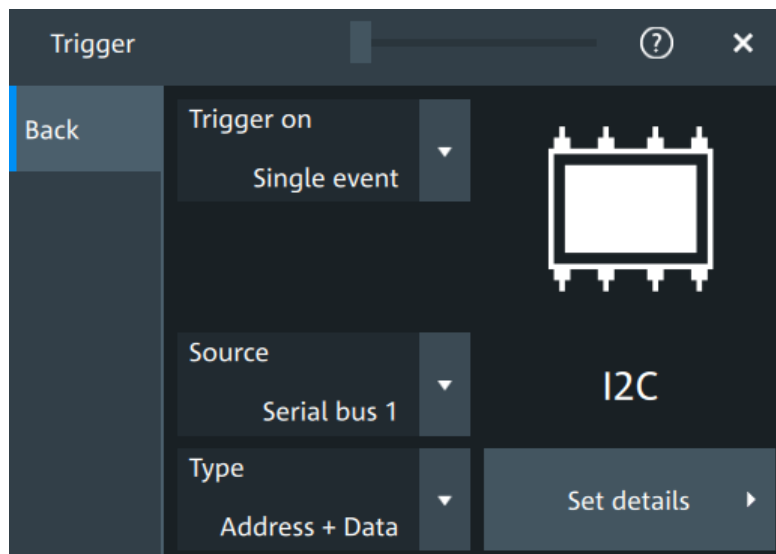 Trigger
?
×
Back
Trigger on
Single event
Source
Serial bus 1
I2C
Type
Address + Data
Set details